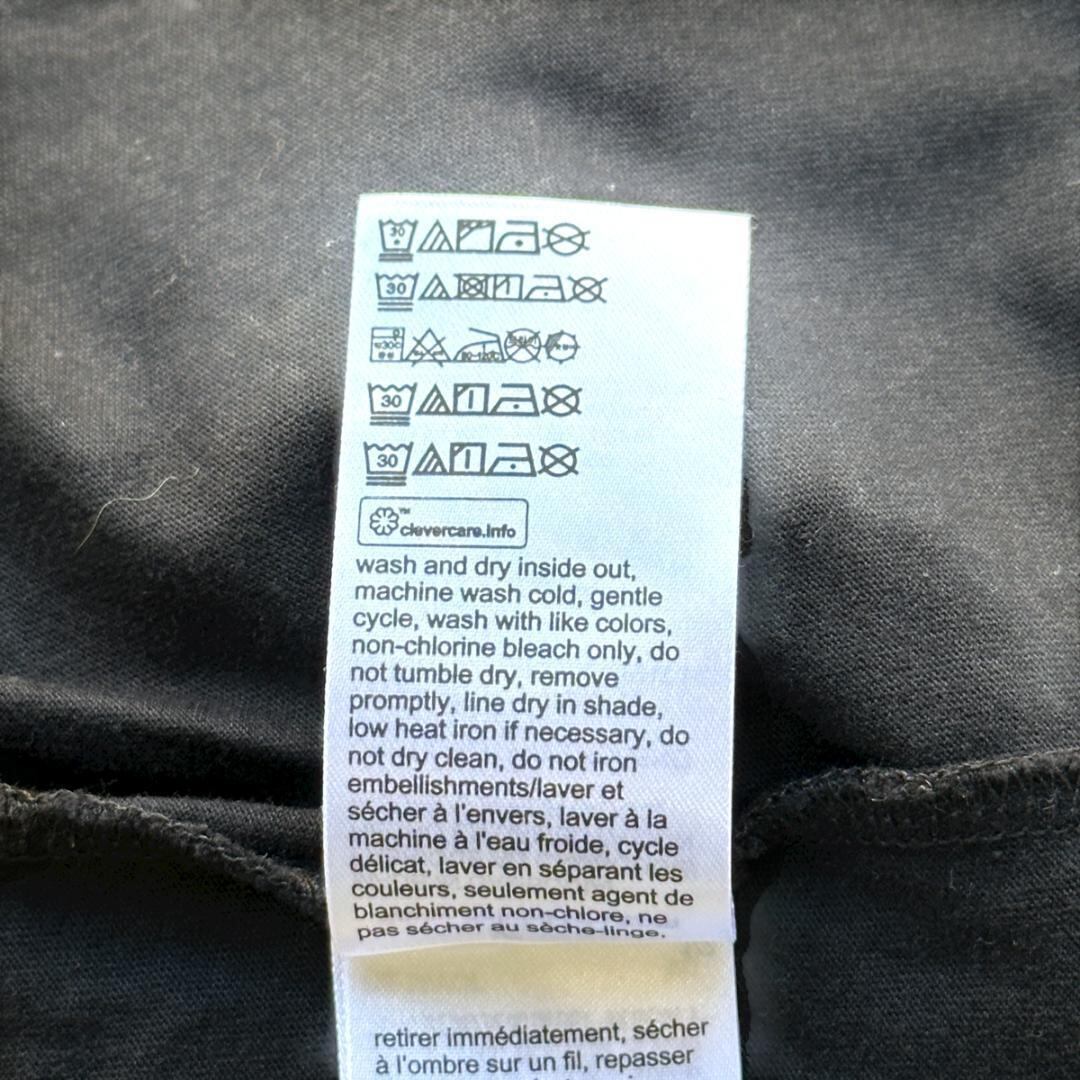 30
30
30
30
clevercare.info
wash and dry inside out,
machine wash cold, gentle
cycle, wash with like colors,
non-chlorine bleach only, do
not tumble dry, remove
promptly, line dry in shade,
low heat iron if necessary, do
not dry clean, do not iron
embellishments/laver et
sécher à l'envers, laver à la
machine à l'eau froide, cycle
délicat, laver en séparant les
couleurs, seulement agent de
blanchiment non-chlore, ne
pas sécher au sèche-linge,
retirer immédiatement, sécher
à l'ombre sur un fil, repasser